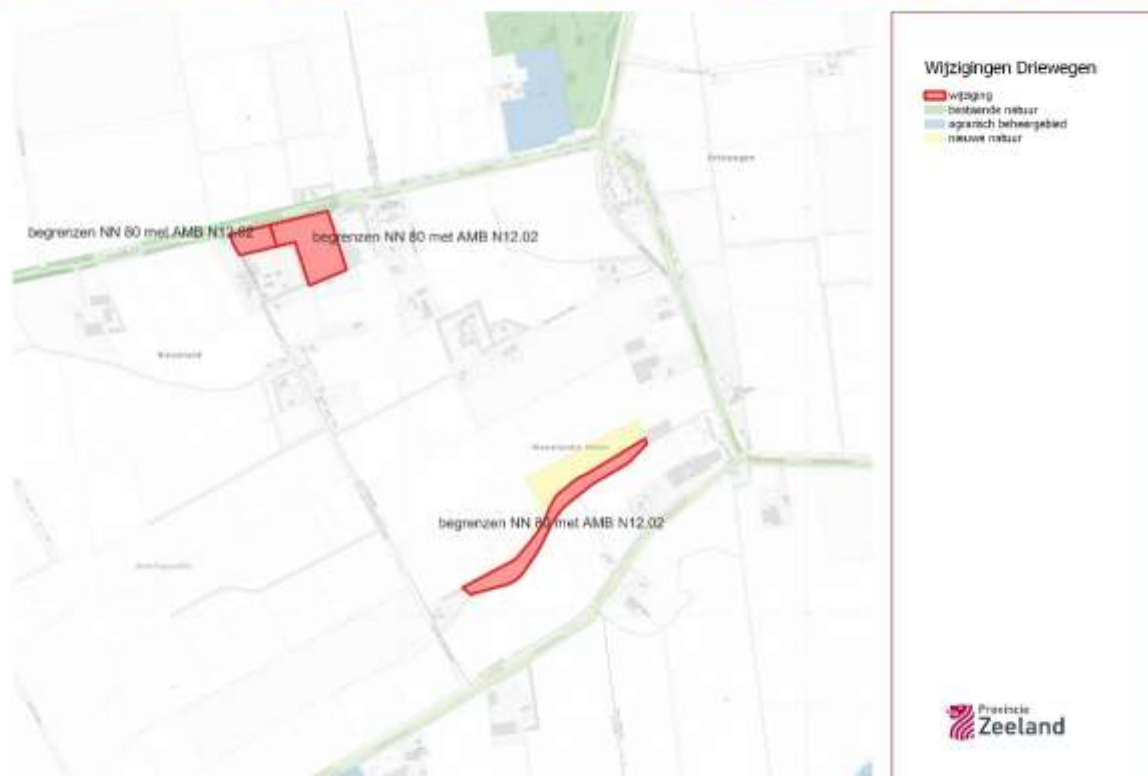 Wijzigingen Driewegen
wijziging
bestaande natuur
agrarisch beheergebied
nieuwe natuur
Driewegen
begrenzen NN 80 met AMB N12.02
begrenzen NN 80 met AMB N12.02
begrenzen NN 80 met AMB N12.02
Provincie
Zeeland